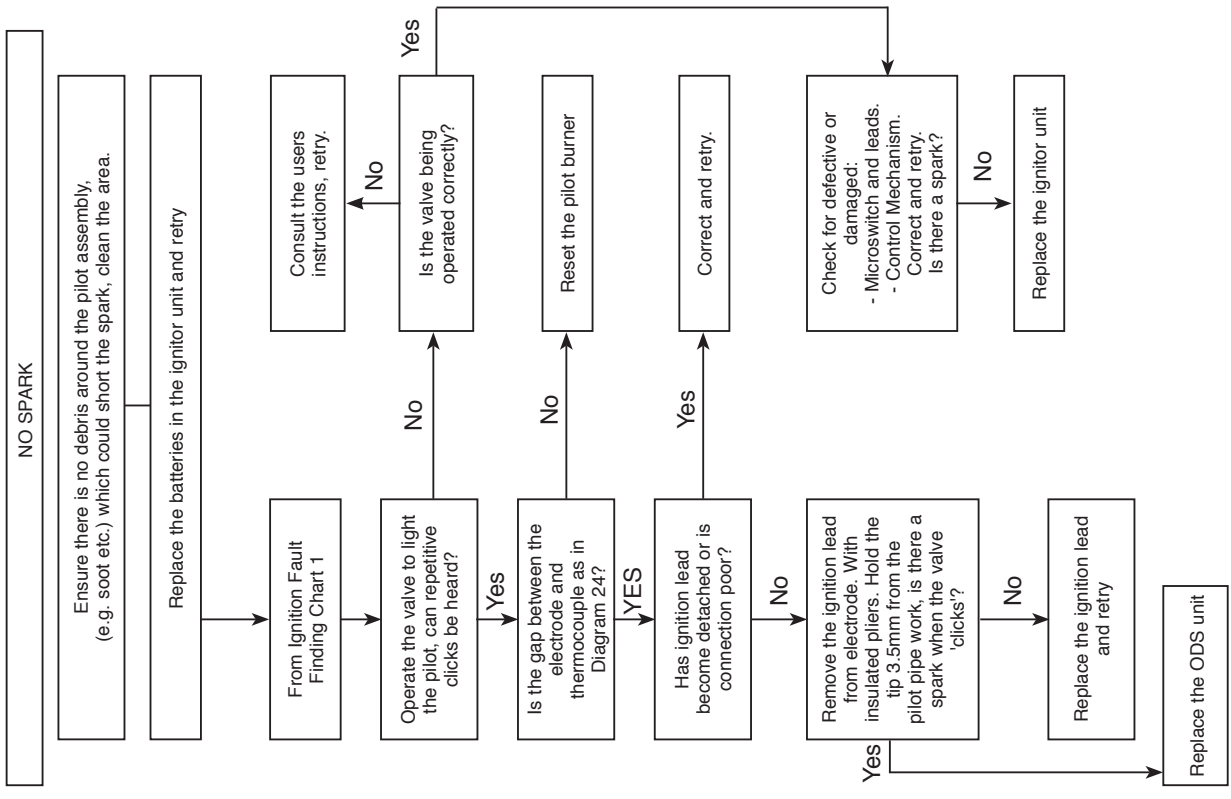 NO SPARK
Ensure there is no debris around the pilot assembly,
(e.g. soot etc.) which could short the spark, clean the area.
Replace the batteries in the ignitor unit and retry
From Ignition Fault
Finding Chart 1
Operate the valve to light
the pilot, can repetitive
clicks be heard?
No
Is the valve being
operated correctly?
No
Consult the users
instructions, retry.
Yes
Yes
Is the gap between the
electrode and
thermocouple as in
Diagram 24?
No
Reset the pilot burner
YES
Has ignition lead
become detached or is
connection poor?
Yes
Correct and retry.
No
Remove the ignition lead
from electrode. With
insulated pliers. Hold the
tip 3.5mm from the
pilot pipe work, is there a
spark when the valve
'clicks'?
Check for defective or
damaged:
- Microswitch and leads.
- Control Mechanism.
Correct and retry.
Is there a spark?
No
Replace the ignitor unit
No
Replace the ignition lead
and retry
Yes
Replace the ODS unit